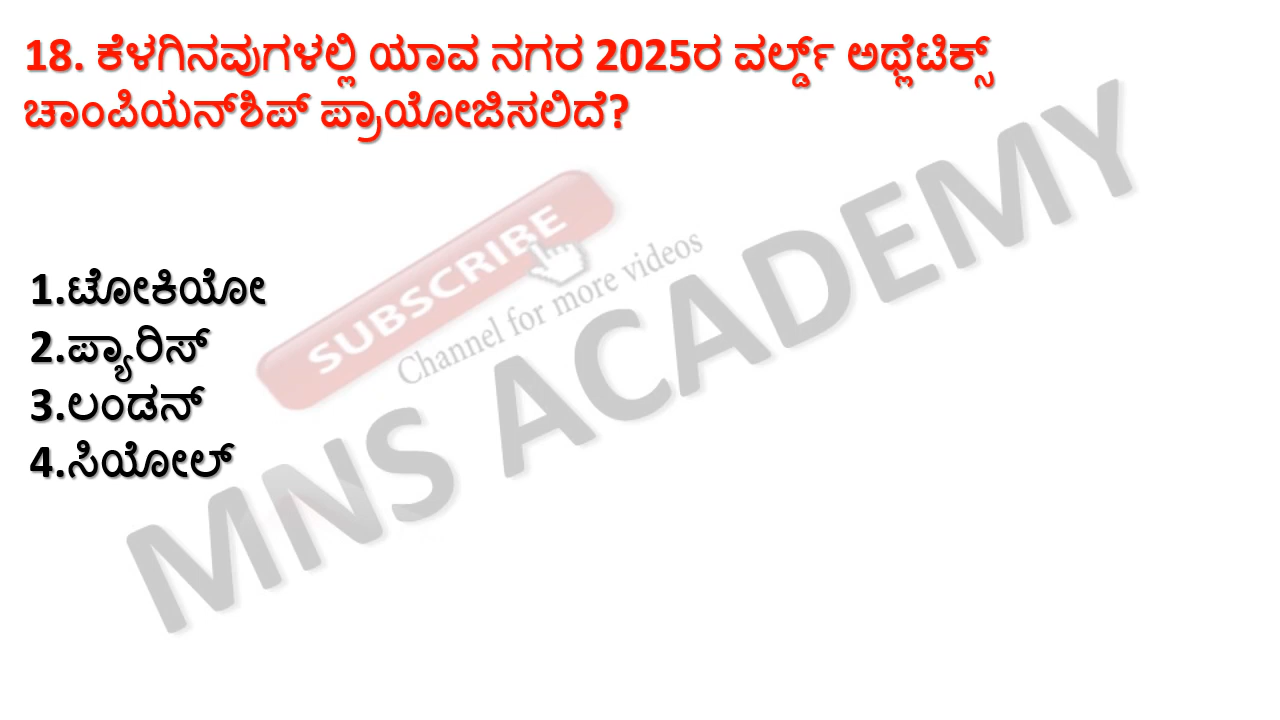 18. ಕೆಳಗಿನವುಗಳಲ್ಲಿ ಯಾವ ನಗರ 2025ರ ವರ್ಲ್ಡ್ ಅಥ್ಲೆಟಿಕ್ಸ್
ಚಾಂಪಿಯನ್‌ಶಿಪ್ ಪ್ರಾಯೋಜಿಸಲಿದೆ?
SUBSCRIBE
Channel for more videos
MNS ACADEMY
1.ಟೋಕಿಯೋ
2.ಪ್ಯಾರಿಸ್
3.ಲಂಡನ್
4.ಸಿಯೋಲ್